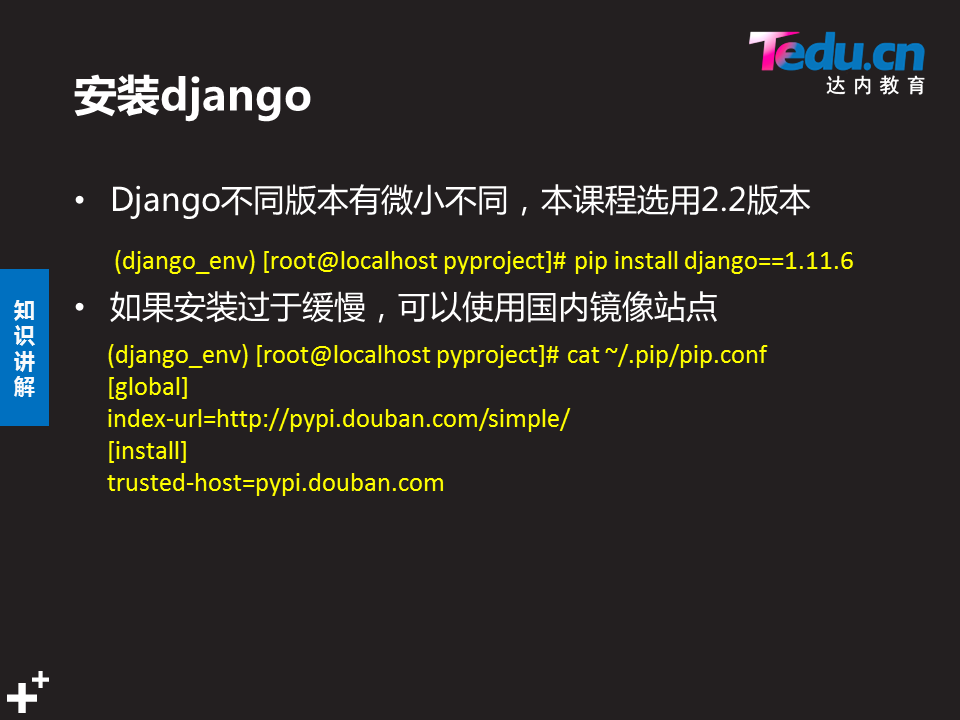 Tedu.cn
达内教育
安装django
• Django不同版本有微小不同，本课程选用2.2版本
(django_env) [root@localhost pyproject]# pip install django==1.11.6
• 如果安装过于缓慢，可以使用国内镜像站点
(django_env) [root@localhost pyproject]# cat ~/.pip/pip.conf
[global]
index-url=http://pypi.douban.com/simple/
[install]
trusted-host=pypi.douban.com
知
识
讲
解